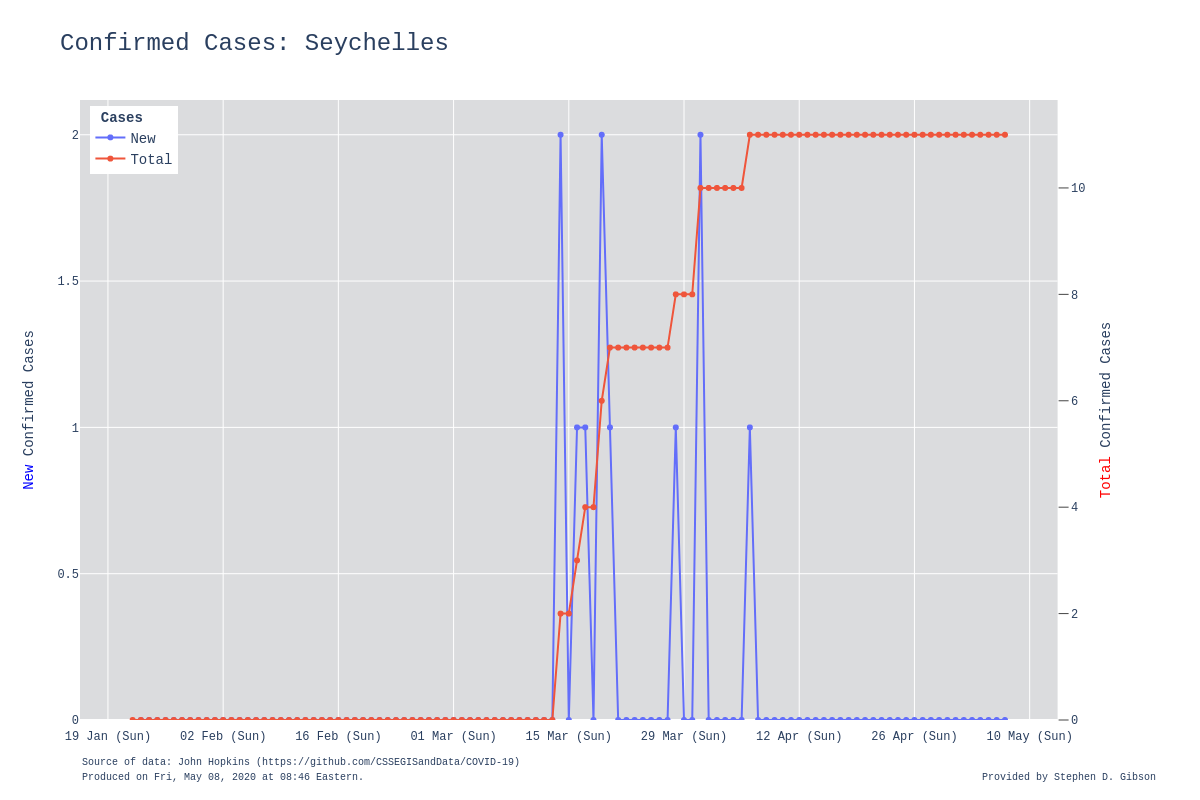 Confirmed Cases: Seychelles
Cases
New
Total
2
1.5
1
0.5
0
10
8
6
4
2
0
New Confirmed Cases
Total Confirmed Cases
19 Jan (Sun)
02 Feb (Sun)
16 Feb (Sun)
01 Mar (Sun)
15 Mar (Sun)
29 Mar (Sun)
12 Apr (Sun)
26 Apr (Sun)
10 May (Sun)
Source of data: John Hopkins (https://github.com/CSSEGISandData/COVID-19)
Produced on Fri, May 08, 2020 at 08:46 Eastern.
Provided by Stephen D. Gibson